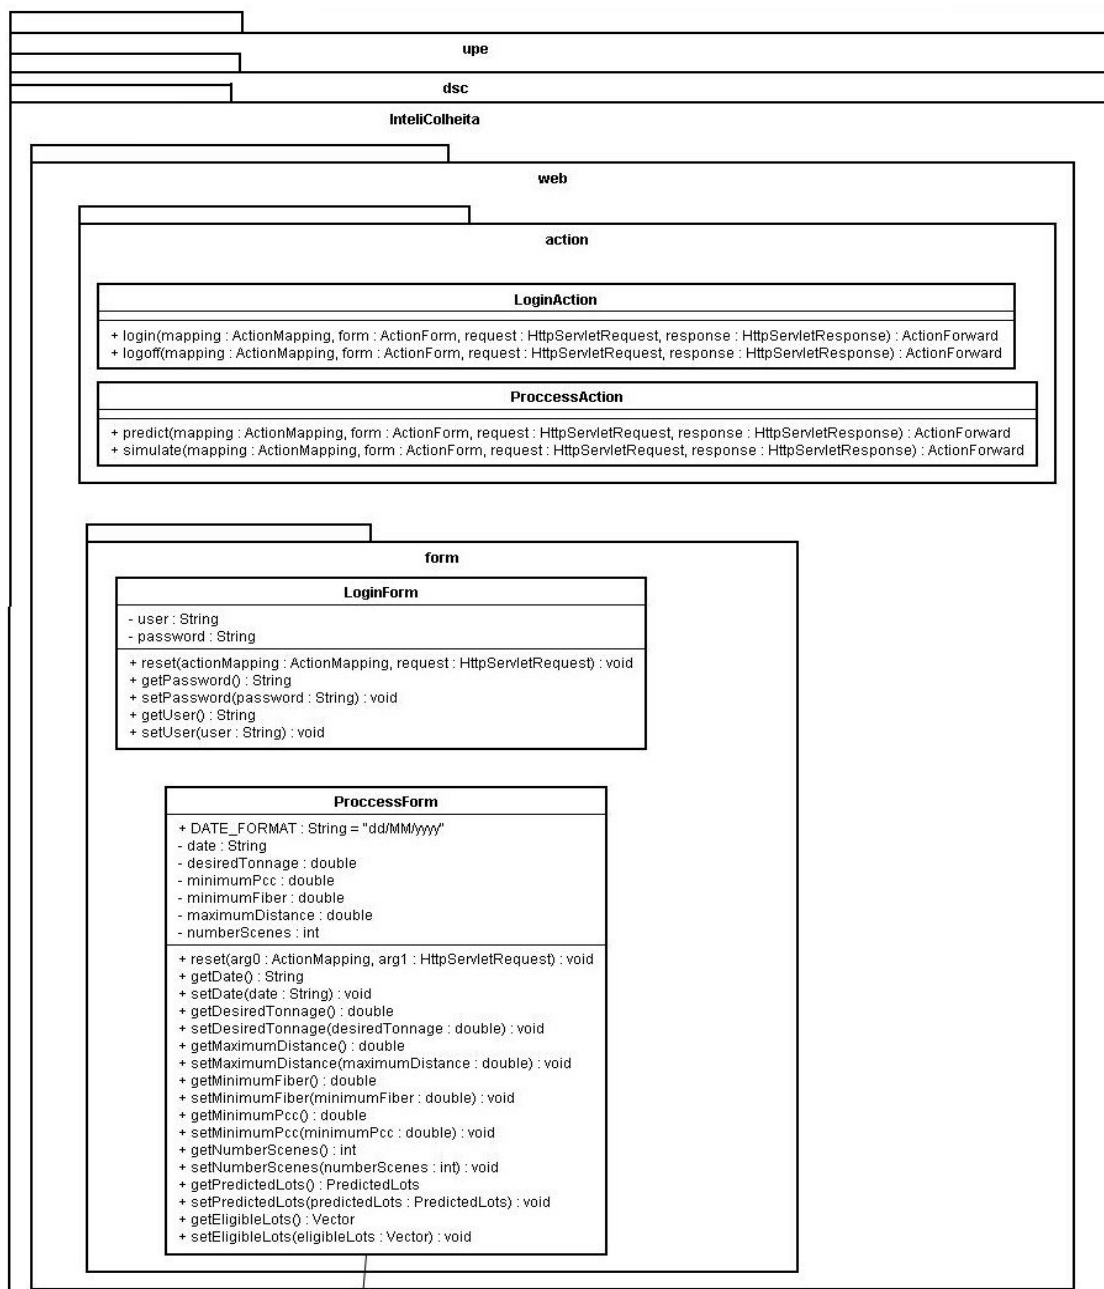 upe
dsc
InteliColheita
web
action
LoginAction
+ login(mapping : ActionMapping, form : ActionForm, request : HttpServletRequest, response : HttpServletResponse) : ActionForward
+ logoff(mapping : ActionMapping, form : ActionForm, request : HttpServletRequest, response : HttpServletResponse) : ActionForward
ProccessAction
+ predict(mapping : ActionMapping, form : ActionForm, request : HttpServletRequest, response : HttpServletResponse) : ActionForward
+ simulate(mapping : ActionMapping, form : ActionForm, request : HttpServletRequest, response : HttpServletResponse) : ActionForward
form
LoginForm
- user : String
- password : String
+ reset(actionMapping : ActionMapping, request : HttpServletRequest) : void
+ getPassword() : String
+ setPassword(password : String) : void
+ getUser() : String
+ setUser(user : String) : void
ProccessForm
+ DATE_FORMAT : String = "dd/MM/yyyy"
- date : String
- desiredTonnage : double
- minimumPcc : double
- minimumFiber : double
- maximumDistance : double
- numberScenes : int
+ reset(arg0 : ActionMapping, arg1 : HttpServletRequest) : void
+ getDate() : String
+ setDate(date : String) : void
+ getDesiredTonnage() : double
+ setDesiredTonnage(desiredTonnage : double) : void
+ getMaximumDistance() : double
+ setMaximumDistance(maximumDistance : double) : void
+ getMinimumFiber() : double
+ setMinimumFiber(minimumFiber : double) : void
+ getMinimumPcc() : double
+ setMinimumPcc(minimumPcc : double) : void
+ getNumberScenes() : int
+ setNumberScenes(numberScenes : int) : void
+ getPredictedLots() : PredictedLots
+ setPredictedLots(predictedLots : PredictedLots) : void
+ getEligibleLots() : Vector
+ setEligibleLots(eligibleLots : Vector) : void